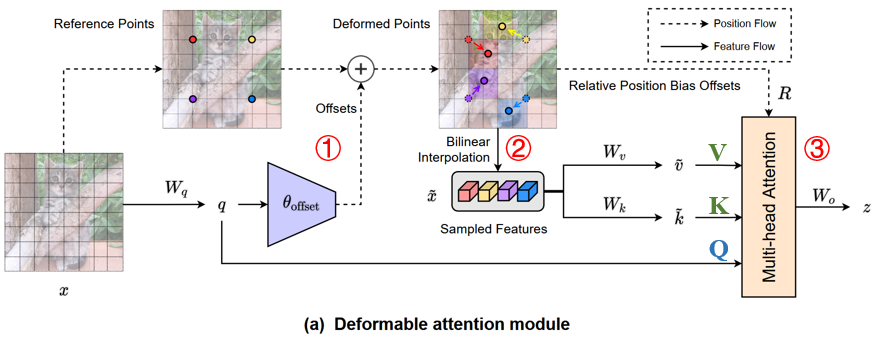 Reference Points
Deformed Points
Position Flow
Feature Flow
Relative Position Bias Offsets
R
Offsets
①
Bilinear
Interpolation
②
③
x
W_q
q
θ_offset
x̃
Sampled Features
W_v
ṽ
V
W_k
k̃
K
Q
Multi-head Attention
W_o
z
(a) Deformable attention module